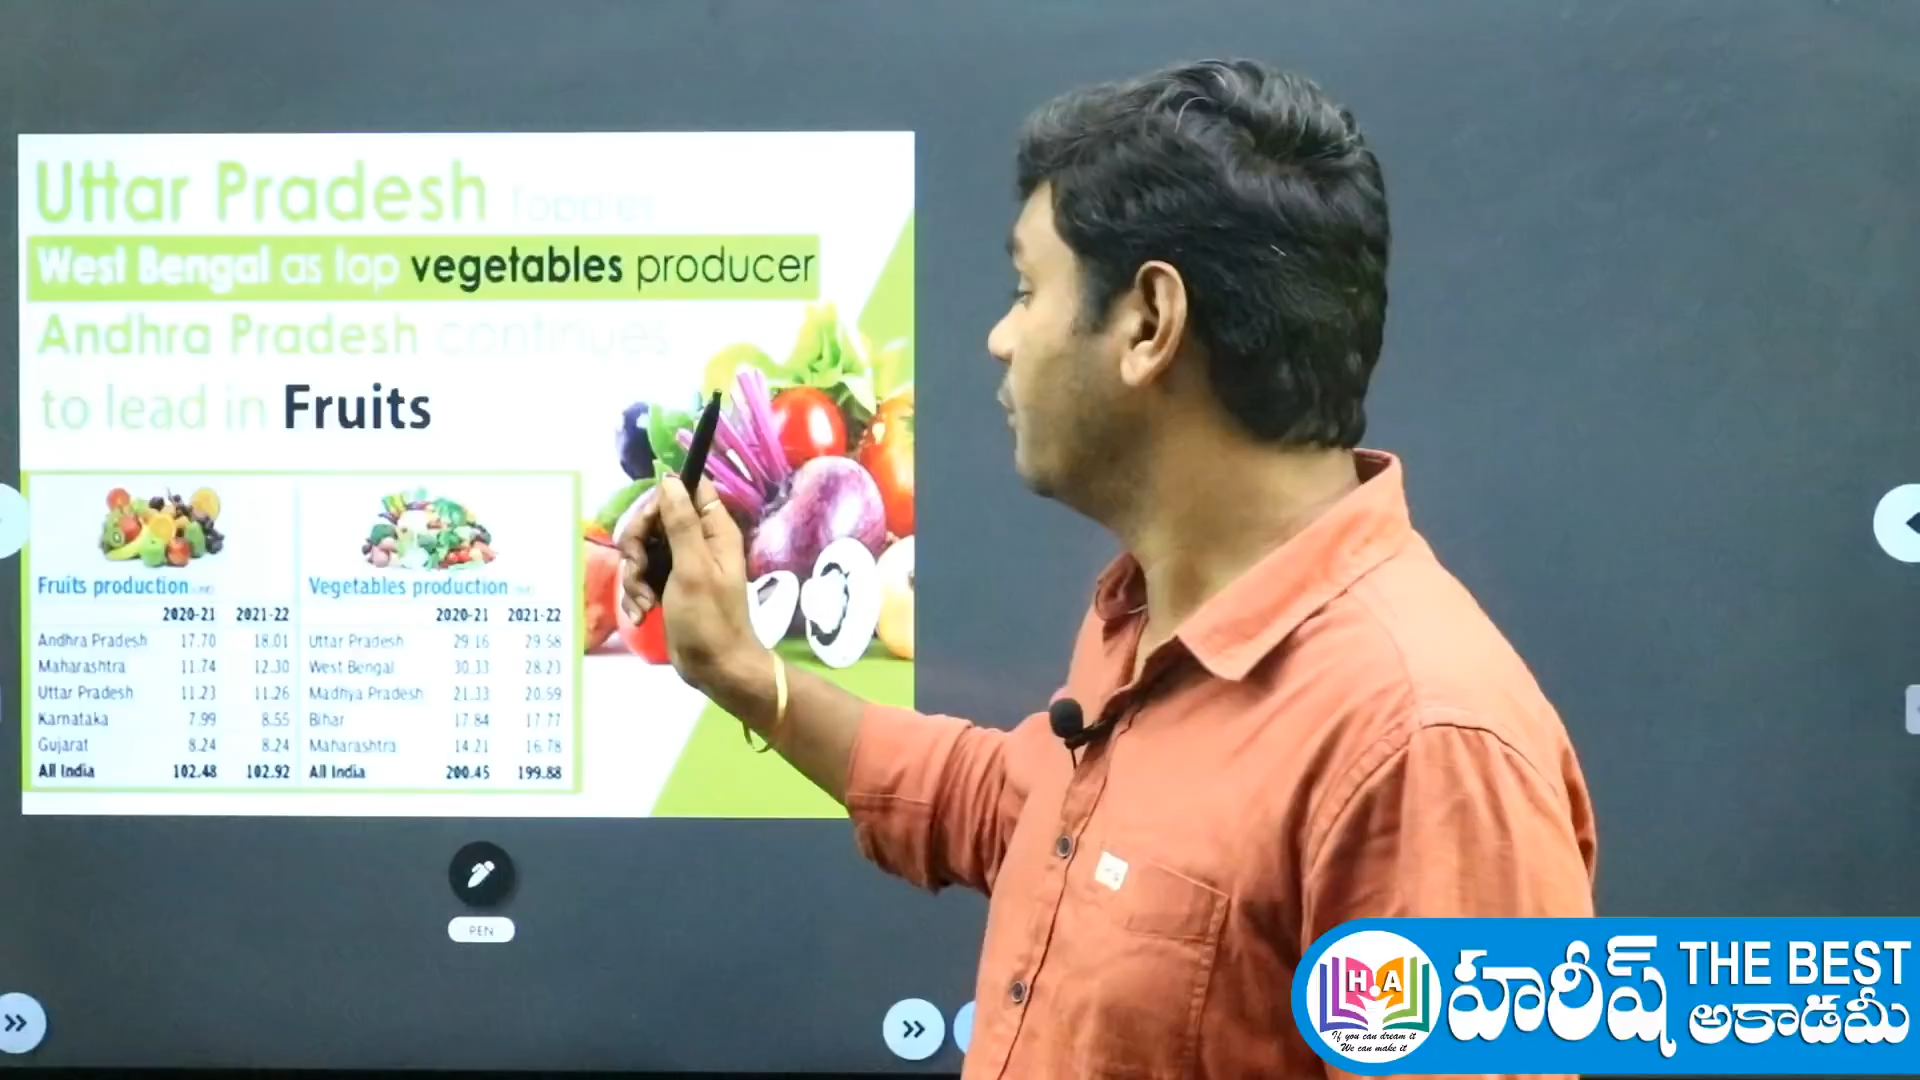 Uttar Pradesh Topples
West Bengal as top vegetables producer
Andhra Pradesh continues
to lead in Fruits
Fruits production
2020-21 2021-22
Andhra Pradesh 17.70 18.01
Maharashtra 11.74 12.30
Uttar Pradesh 11.23 11.26
Karnataka 7.99 8.55
Gujarat 8.24 8.24
All India 102.48 102.92
Vegetables production
2020-21 2021-22
Uttar Pradesh 29.16 29.58
West Bengal 30.33 28.23
Madhya Pradesh 21.33 20.59
Bihar 17.84 17.77
Maharashtra 14.21 16.78
All India 200.45 199.88
PEN
H.A
If you can dream it
We can make it
హరీష్ THE BEST
అకాడమీ